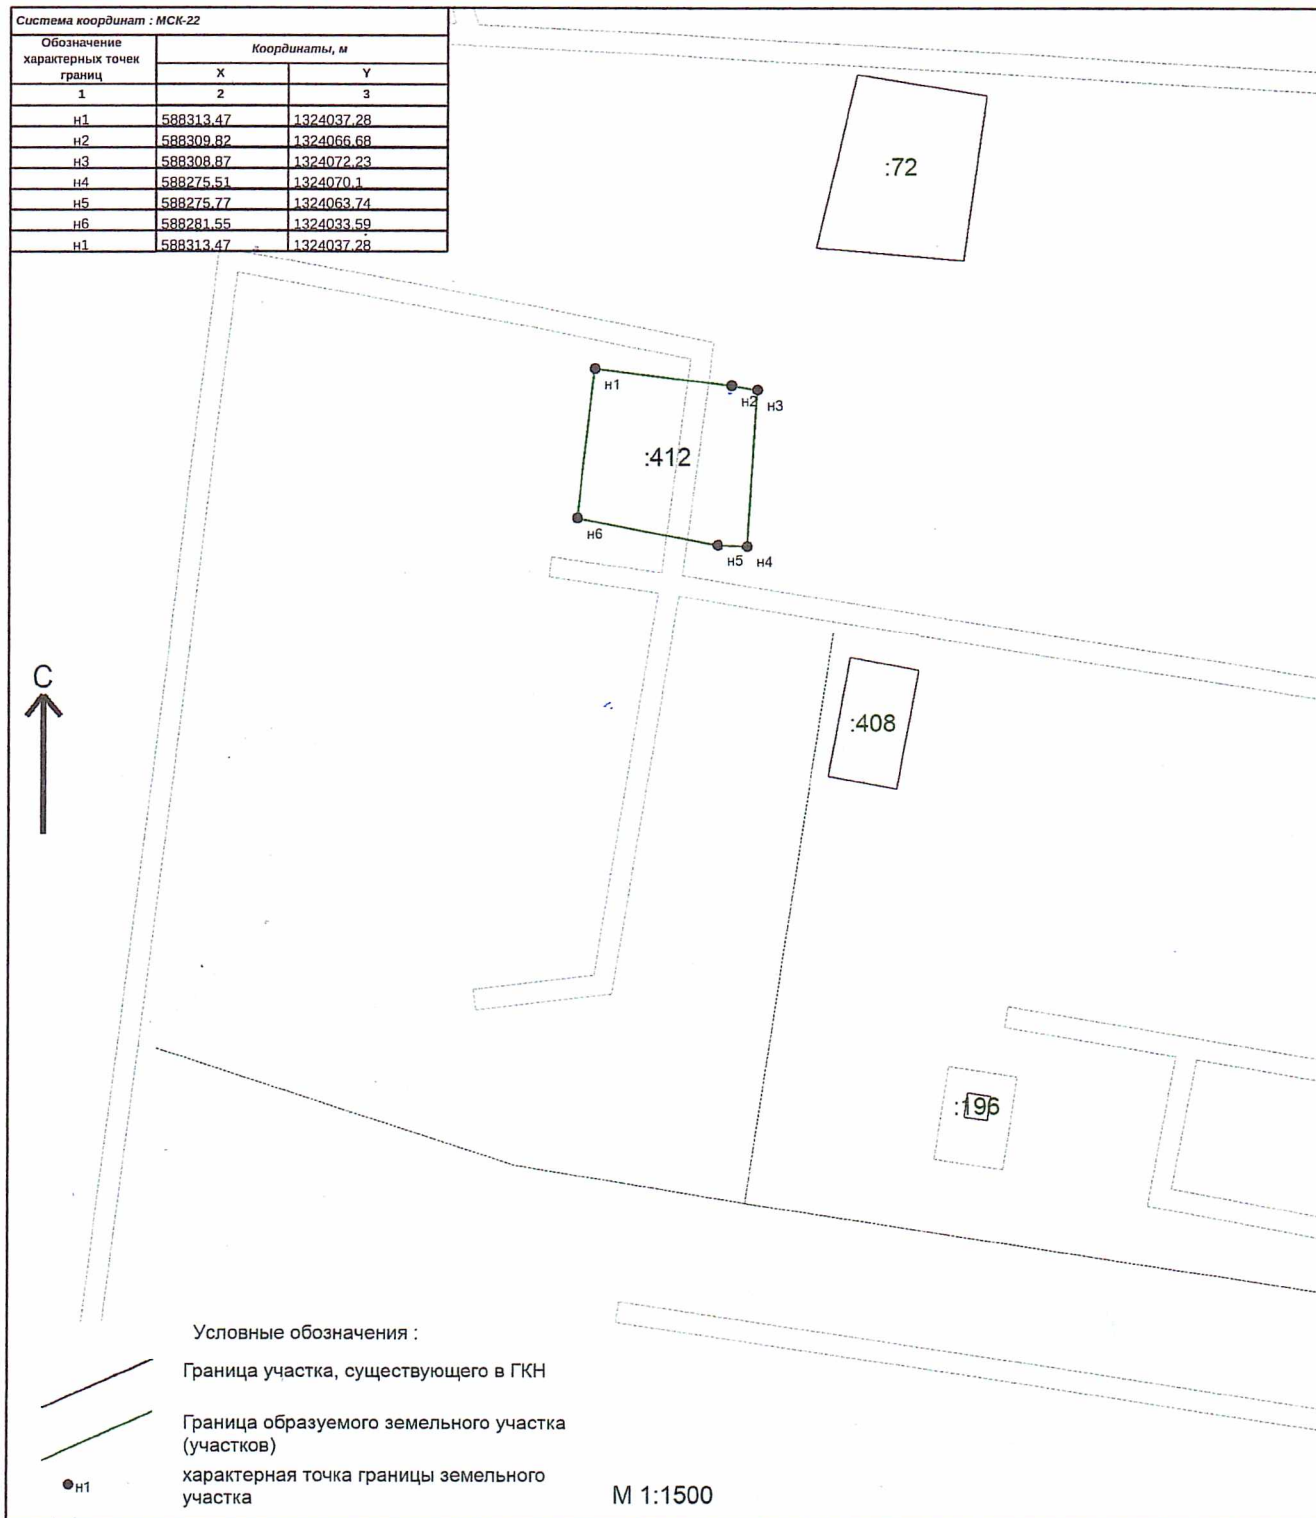 Система координат : МСК-22
Обозначение характерных точек границ
Координаты, м
X Y
1 2 3
н1 588313,47 1324037,28
н2 588309,82 1324066,68
н3 588308,87 1324072,23
н4 588275,51 1324070,1
н5 588275,77 1324063,74
н6 588281,55 1324033,59
н1 588313,47 1324037,28
:72
н1
н2
н3
:412
н6
н5
н4
С
:408
:196
Условные обозначения :
Граница участка, существующего в ГКН
Граница образуемого земельного участка
(участков)
н1
характерная точка границы земельного
участка
М 1:1500